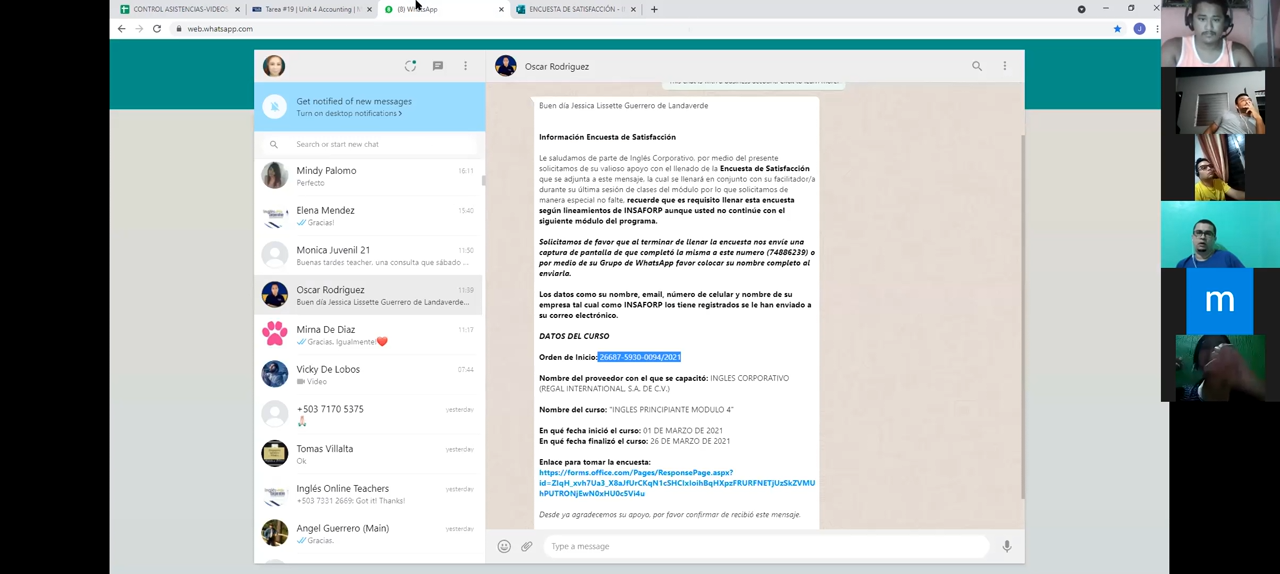 CONTROL ASISTENCIAS-VIDEOS
Tarea #19 | Unit 4 Accounting | M
(8) WhatsApp
ENCUESTA DE SATISFACCIÓN - I
web.whatsapp.com
J
Oscar Rodriguez
Get notified of new messages
Turn on desktop notifications >
Search or start new chat
Mindy Palomo
16:11
Perfecto
Elena Mendez
15:40
Gracias!
Monica Juvenil 21
11:50
Buenas tardes teacher, una consulta que sábado ...
Oscar Rodriguez
11:39
Buen día Jessica Lissette Guerrero de Landaverde...
Mirna De Diaz
11:17
Gracias. Igualmente!
Vicky De Lobos
07:44
Video
+503 7170 5375
yesterday
Tomas Villalta
yesterday
Ok
Inglés Online Teachers
yesterday
+503 7331 2669: Got it! Thanks!
Angel Guerrero (Main)
yesterday
Gracias.
Buen día Jessica Lissette Guerrero de Landaverde
Información Encuesta de Satisfacción
Le saludamos de parte de Inglés Corporativo, por medio del presente
solicitamos de su valioso apoyo con el llenado de la Encuesta de Satisfacción
que se adjunta a este mensaje, la cual se llenará en conjunto con su facilitador/a
durante su última sesión de clases del módulo por lo que solicitamos de
manera especial no falte, recuerde que es requisito llenar esta encuesta
según lineamientos de INSAFORP aunque usted no continúe con el
siguiente módulo del programa.
Solicitamos de favor que al terminar de llenar la encuesta nos envíe una
captura de pantalla de que completó la misma a este numero (74886239) o
por medio de su Grupo de WhatsApp favor colocar su nombre completo al
enviarla.
Los datos como su nombre, email, número de celular y nombre de su
empresa tal cual como INSAFORP los tiene registrados se le han enviado a
su correo electrónico.
DATOS DEL CURSO
Orden de Inicio: 26687-5930-0094/2021
Nombre del proveedor con el que se capacitó: INGLES CORPORATIVO
(REGAL INTERNATIONAL, S.A. DE C.V.)
Nombre del curso: "INGLES PRINCIPIANTE MODULO 4"
En qué fecha inició el curso: 01 DE MARZO DE 2021
En qué fecha finalizó el curso: 26 DE MARZO DE 2021
Enlace para tomar la encuesta:
https://forms.office.com/Pages/ResponsePage.aspx?
Desde ya agradecemos su apoyo, por favor confirmar de recibió este mensaje.
Type a message
m